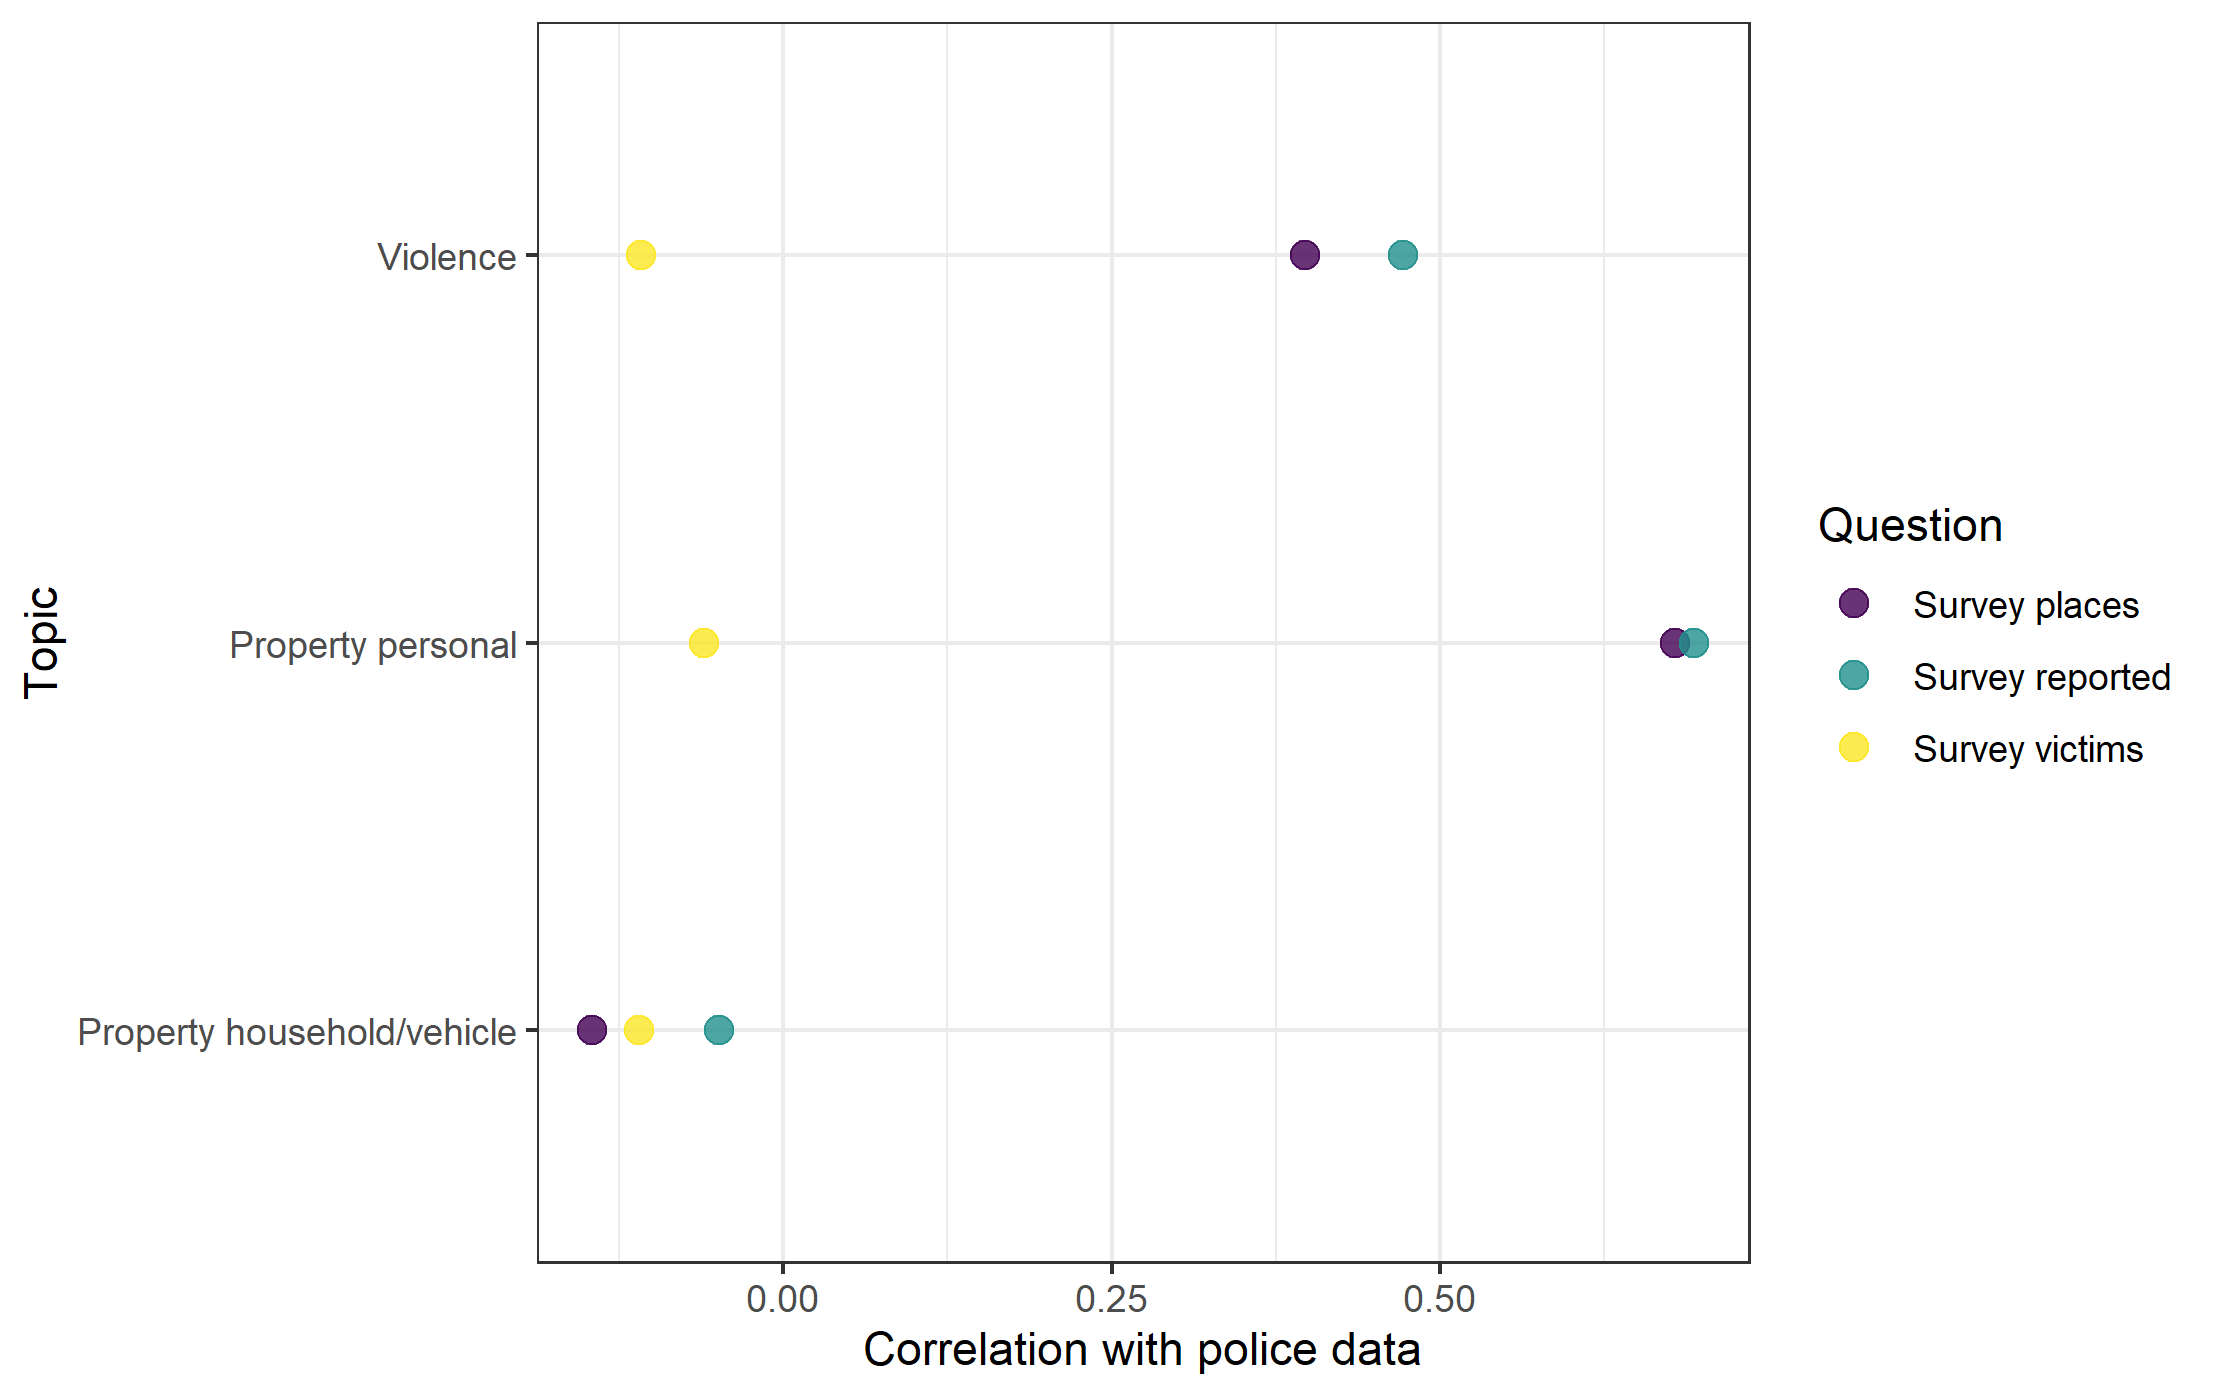 Topic
Violence
Property personal
Property household/vehicle
0.00
0.25
0.50
Correlation with police data
Question
Survey places
Survey reported
Survey victims